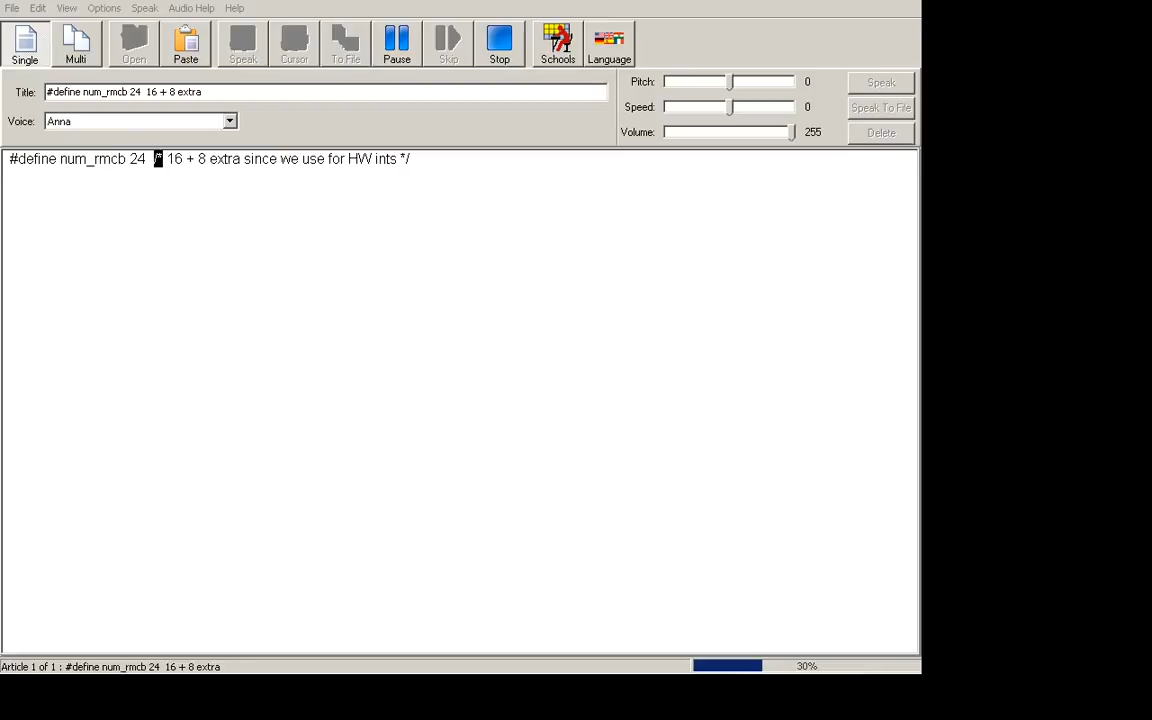 File Edit View Options Speak Audio Help Help
Single Multi Open Paste Speak Cursor To File Pause Skip Stop Schools Language
Title: #define num_rmcb 24 16 + 8 extra
Voice: Anna
Pitch: 0
Speed: 0
Volume: 255
Speak
Speak To File
Delete
#define num_rmcb 24 /* 16 + 8 extra since we use for HW ints */
Article 1 of 1 : #define num_rmcb 24 16 + 8 extra
30%